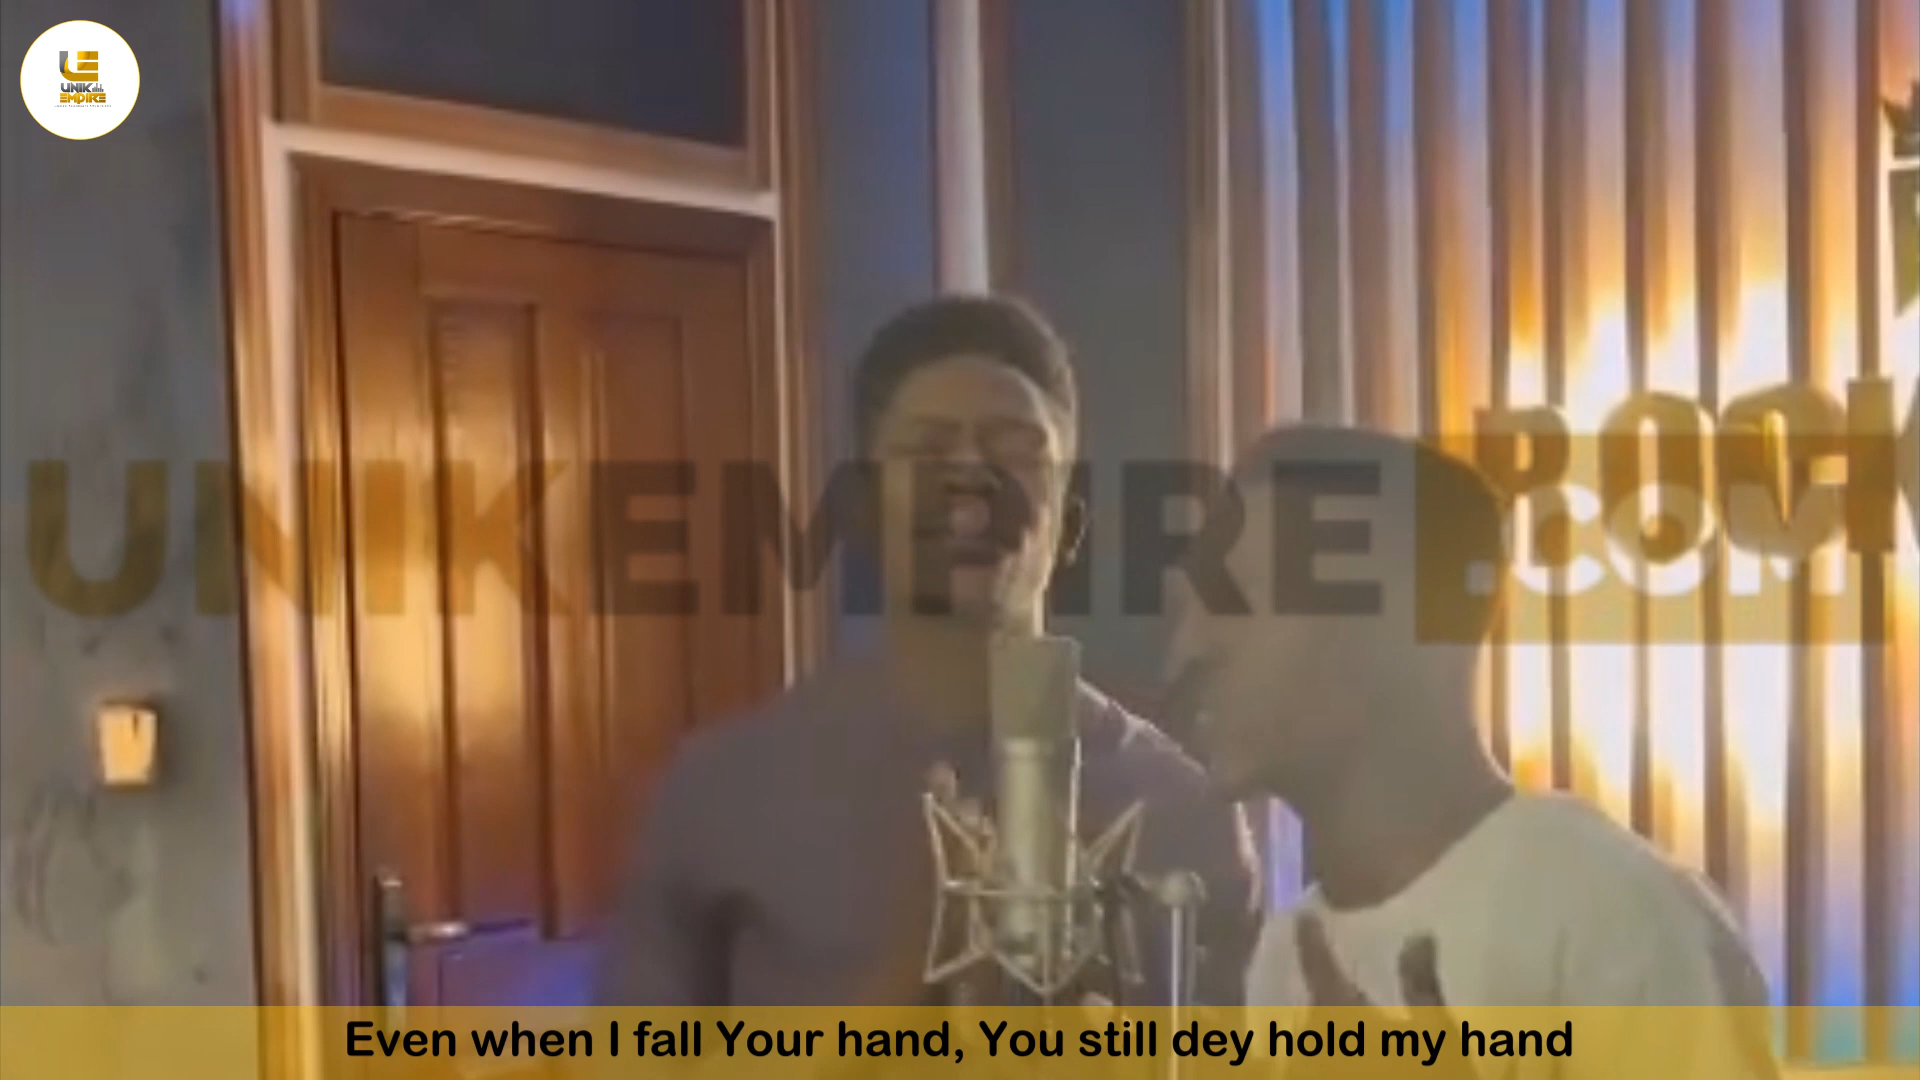 UNIK
EMPIRE
UNIKEMPIRE
.COM
Even when I fall Your hand, You still dey hold my hand